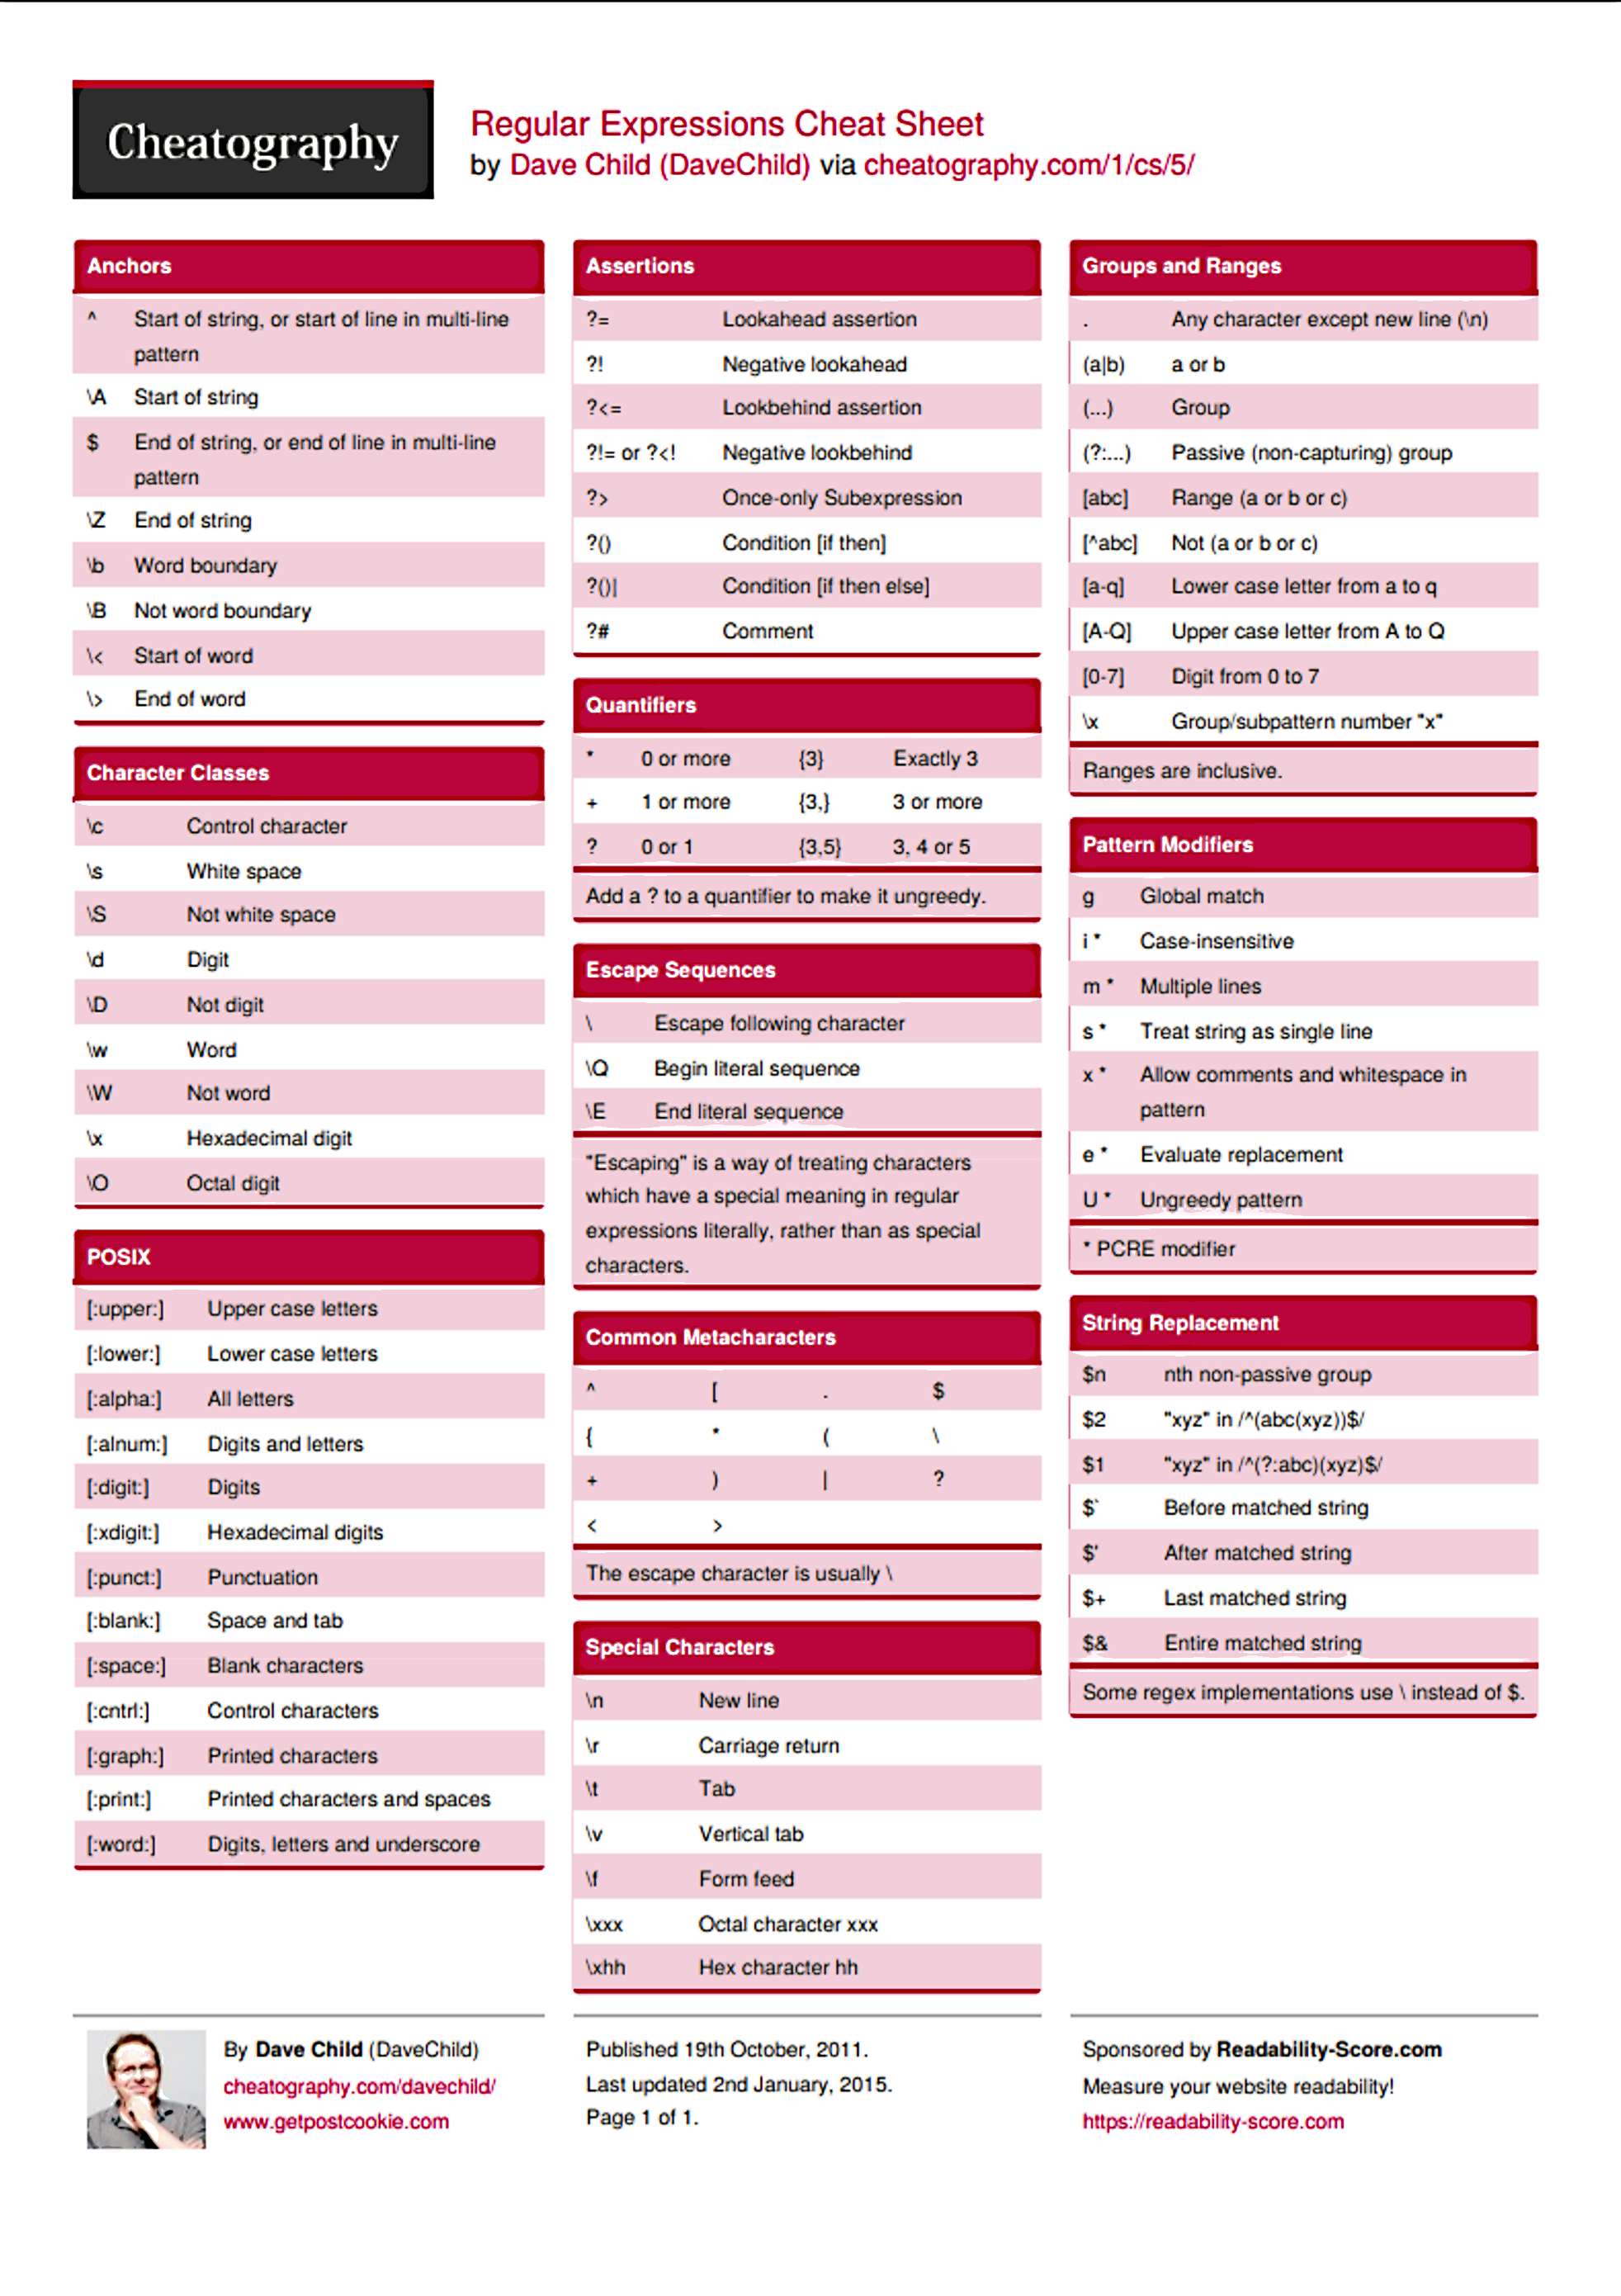 Cheatography
Regular Expressions Cheat Sheet
by Dave Child (DaveChild) via cheatography.com/1/cs/5/
Anchors
^ Start of string, or start of line in multi-line
pattern
\A Start of string
$ End of string, or end of line in multi-line
pattern
\Z End of string
\b Word boundary
\B Not word boundary
\< Start of word
\> End of word
Character Classes
\c Control character
\s White space
\S Not white space
\d Digit
\D Not digit
\w Word
\W Not word
\x Hexadecimal digit
\O Octal digit
POSIX
[:upper:] Upper case letters
[:lower:] Lower case letters
[:alpha:] All letters
[:alnum:] Digits and letters
[:digit:] Digits
[:xdigit:] Hexadecimal digits
[:punct:] Punctuation
[:blank:] Space and tab
[:space:] Blank characters
[:cntrl:] Control characters
[:graph:] Printed characters
[:print:] Printed characters and spaces
[:word:] Digits, letters and underscore
Assertions
?= Lookahead assertion
?! Negative lookahead
?<= Lookbehind assertion
?!= or ?<! Negative lookbehind
?> Once-only Subexpression
?() Condition [if then]
?()| Condition [if then else]
?# Comment
Quantifiers
* 0 or more {3} Exactly 3
+ 1 or more {3,} 3 or more
? 0 or 1 {3,5} 3, 4 or 5
Add a ? to a quantifier to make it ungreedy.
Escape Sequences
\ Escape following character
\Q Begin literal sequence
\E End literal sequence
"Escaping" is a way of treating characters
which have a special meaning in regular
expressions literally, rather than as special
characters.
Common Metacharacters
^ [ . $
{ * ( \
+ ) | ?
< >
The escape character is usually \
Special Characters
\n New line
\r Carriage return
\t Tab
\v Vertical tab
\f Form feed
\xxx Octal character xxx
\xhh Hex character hh
Groups and Ranges
. Any character except new line (\n)
(a|b) a or b
(...) Group
(?:...) Passive (non-capturing) group
[abc] Range (a or b or c)
[^abc] Not (a or b or c)
[a-q] Lower case letter from a to q
[A-Q] Upper case letter from A to Q
[0-7] Digit from 0 to 7
\x Group/subpattern number "x"
Ranges are inclusive.
Pattern Modifiers
g Global match
i * Case-insensitive
m * Multiple lines
s * Treat string as single line
x * Allow comments and whitespace in
pattern
e * Evaluate replacement
U * Ungreedy pattern
* PCRE modifier
String Replacement
$n nth non-passive group
$2 "xyz" in /^(abc(xyz))$/
$1 "xyz" in /^(?:abc)(xyz)$/
$` Before matched string
$' After matched string
$+ Last matched string
$& Entire matched string
Some regex implementations use \ instead of $.
By Dave Child (DaveChild)
cheatography.com/davechild/
www.getpostcookie.com
Published 19th October, 2011.
Last updated 2nd January, 2015.
Page 1 of 1.
Sponsored by Readability-Score.com
Measure your website readability!
https://readability-score.com